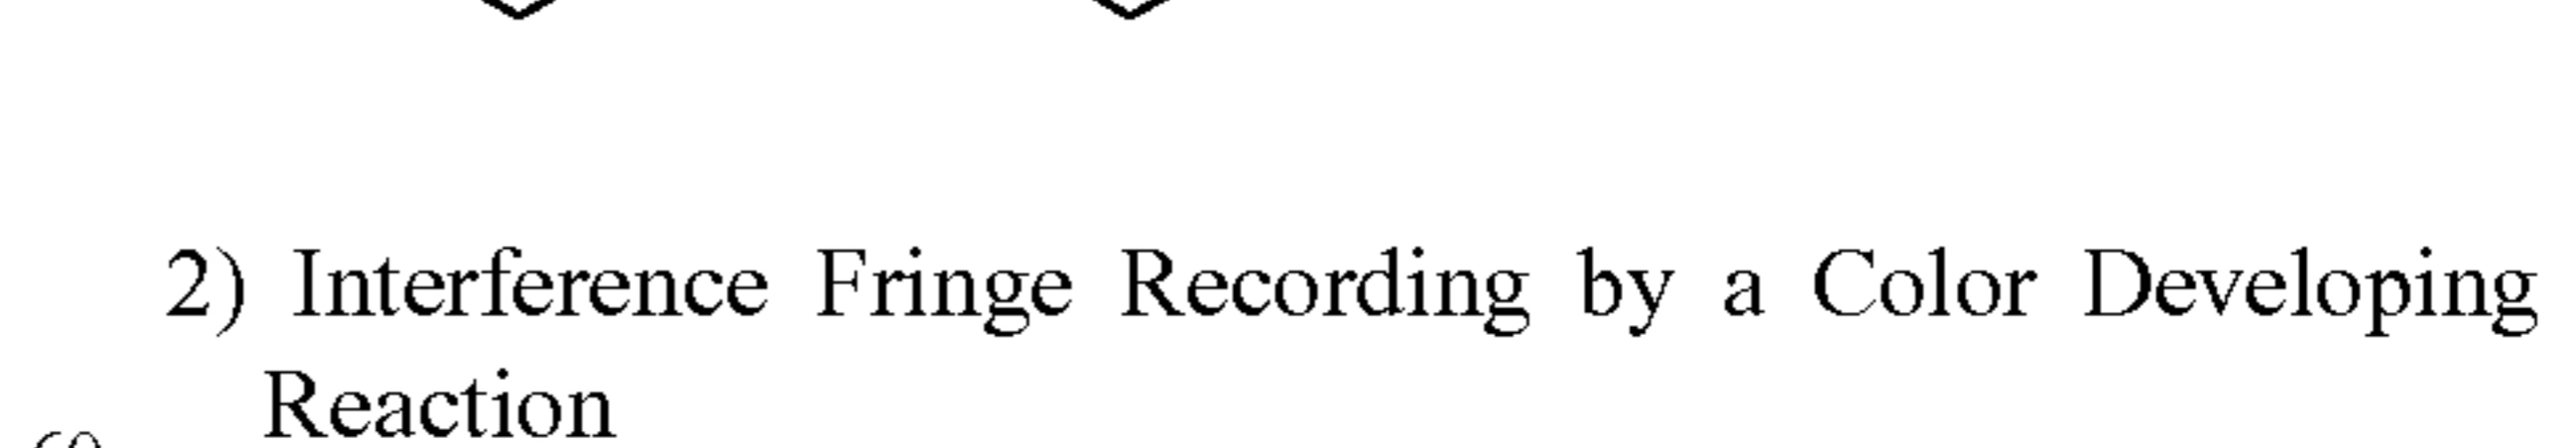 2) Interference Fringe Recording by a Color Developing
Reaction